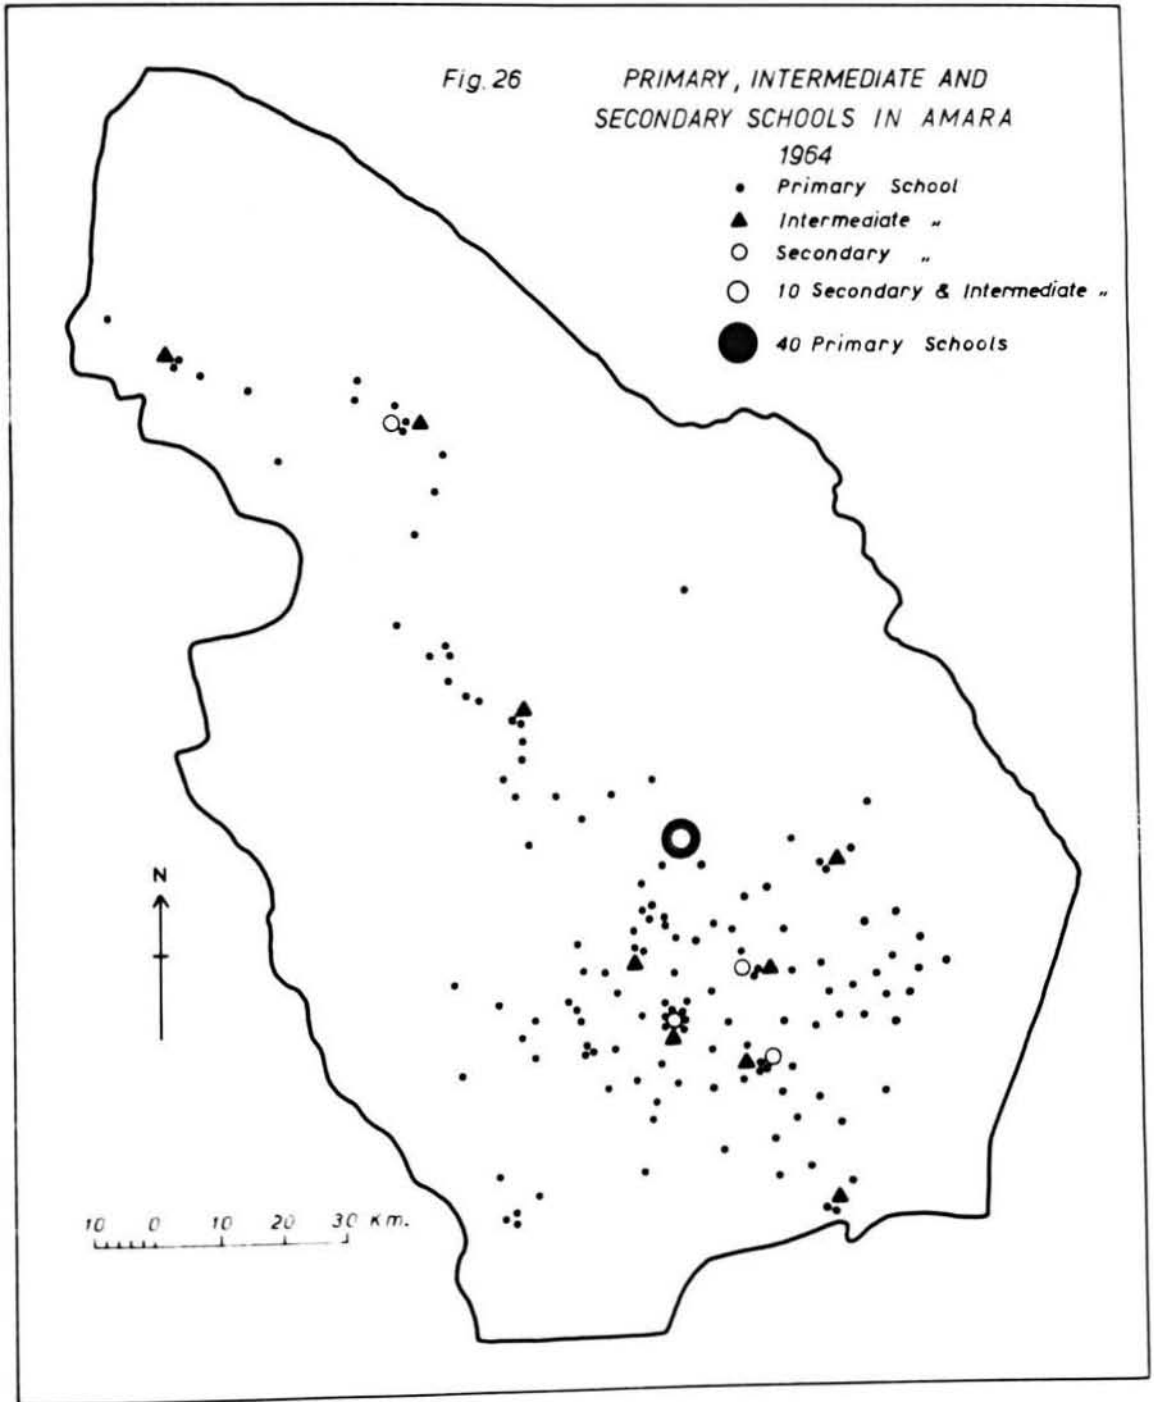 Fig. 26
PRIMARY, INTERMEDIATE AND
SECONDARY SCHOOLS IN AMARA
1964
Primary School
Intermediate „
Secondary „
10 Secondary & Intermediate „
40 Primary Schools
N
10 0 10 20 30 Km.